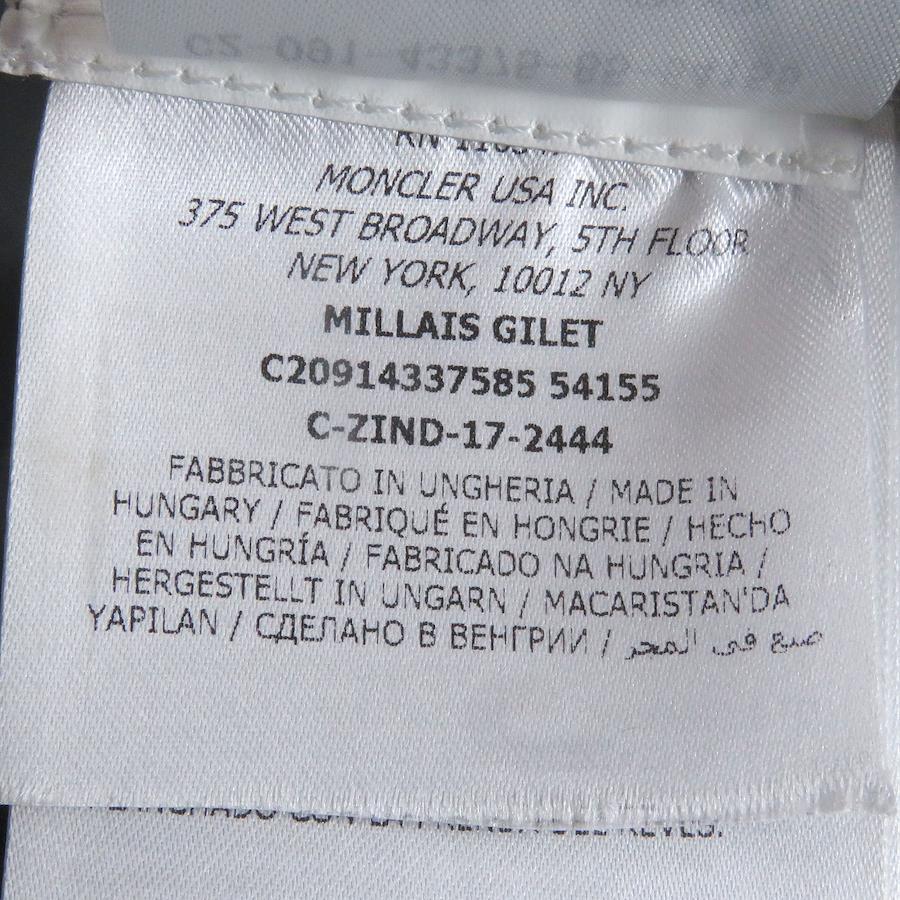 RN
MONCLER USA INC.
375 WEST BROADWAY, 5TH FLOOR
NEW YORK, 10012 NY
MILLAIS GILET
C20914337585 54155
C-ZIND-17-2444
FABBRICATO IN UNGHERIA / MADE IN
HUNGARY / FABRIQUÉ EN HONGRIE / HECHO
EN HUNGRÍA / FABRICADO NA HUNGRIA /
HERGESTELLT IN UNGARN / MACARISTAN'DA
YAPILAN / СДЕЛАНО В ВЕНГРИИ / صنع في المجر